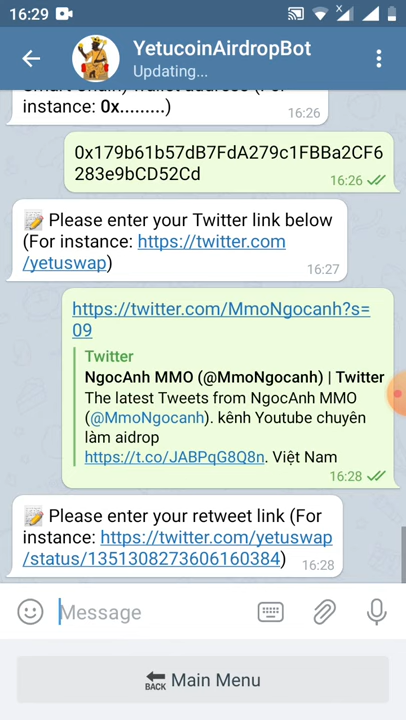 16:29
YetucoinAirdropBot
Updating...
instance: 0x.........)
16:26
0x179b61b57dB7FdA279c1FBBa2CF6
283e9bCD52Cd
16:26
Please enter your Twitter link below
(For instance: https://twitter.com
/yetuswap)
16:27
https://twitter.com/MmoNgocanh?s=
09
Twitter
NgocAnh MMO (@MmoNgocanh) | Twitter
The latest Tweets from NgocAnh MMO
(@MmoNgocanh). kênh Youtube chuyên
làm aidrop
https://t.co/JABPqG8Q8n. Việt Nam
16:28
Please enter your retweet link (For
instance: https://twitter.com/yetuswap
/status/1351308273606160384)
16:28
Message
BACK Main Menu